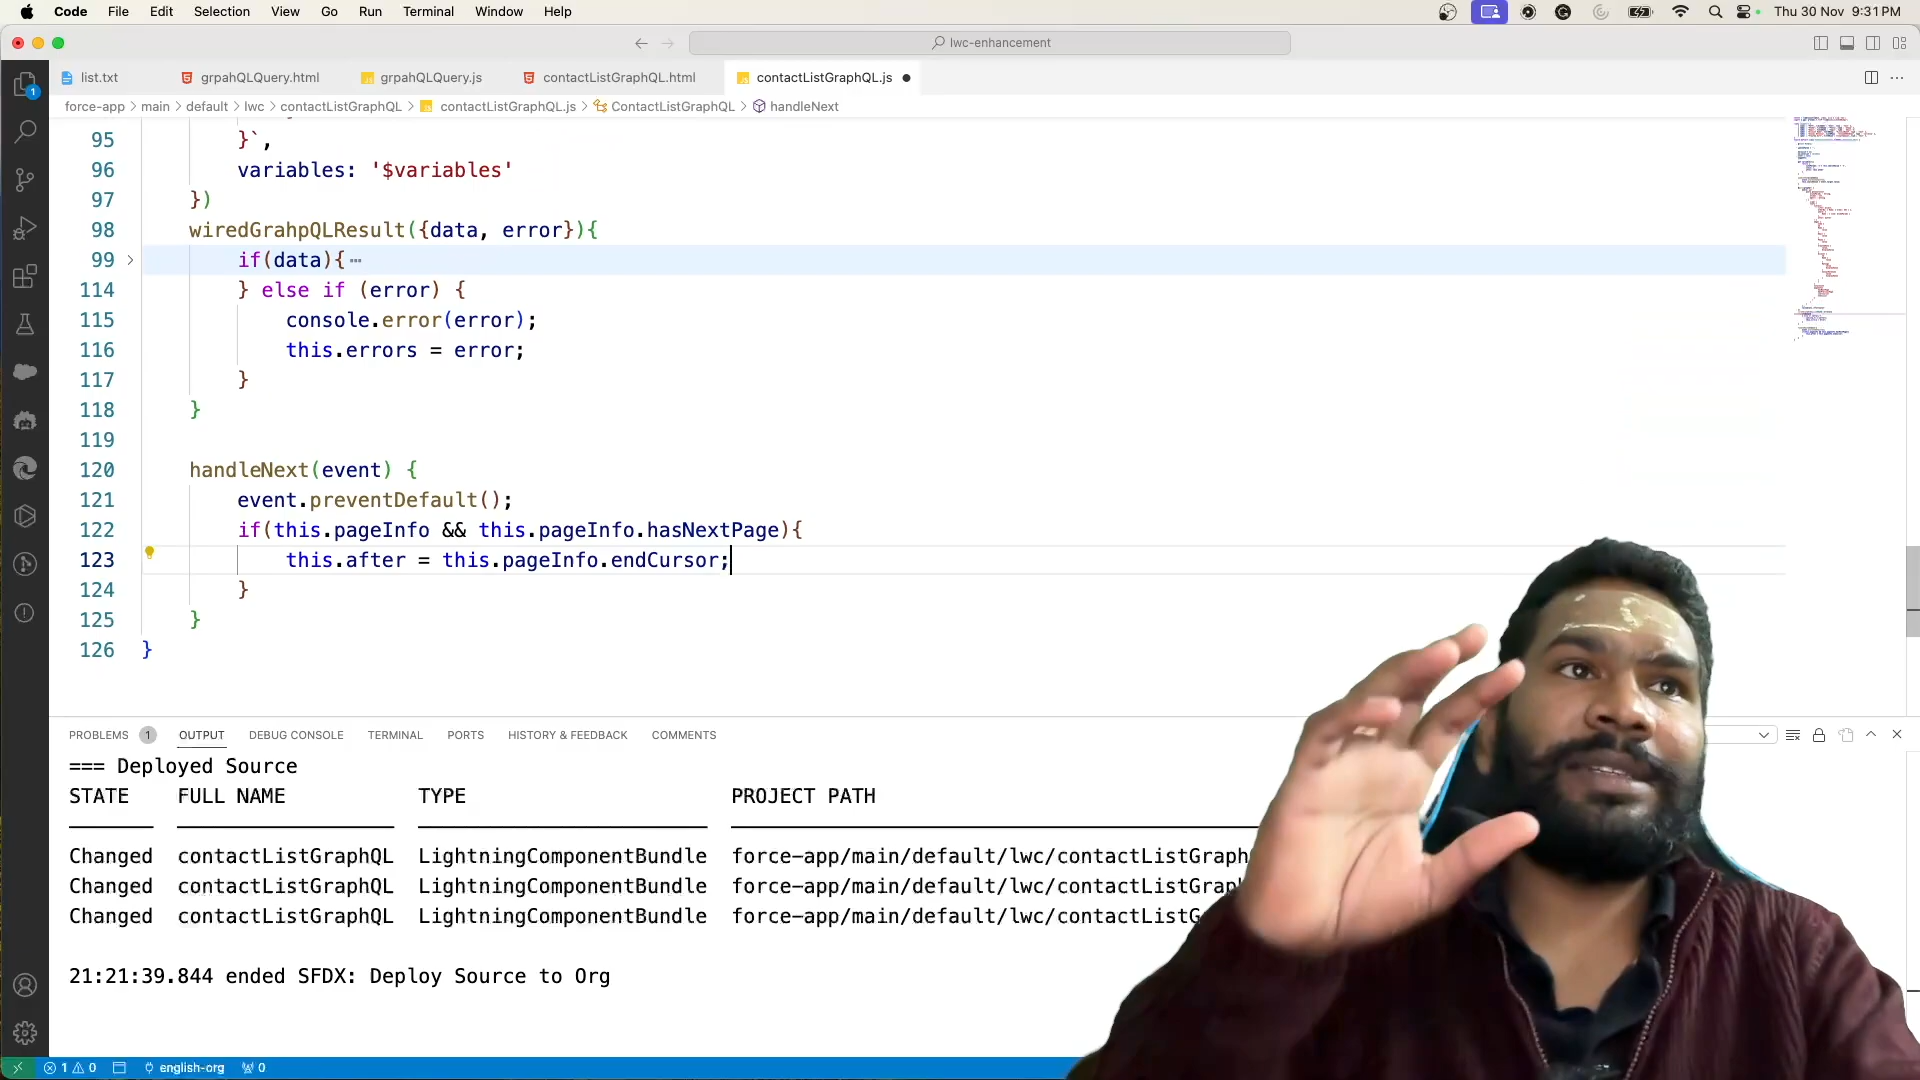 Code File Edit Selection View Go Run Terminal Window Help Thu 30 Nov 9:31 PM
lwc-enhancement
list.txt grpahQLQuery.html grpahQLQuery.js contactListGraphQL.html contactListGraphQL.js
force-app > main > default > lwc > contactListGraphQL > contactListGraphQL.js > ContactListGraphQL > handleNext
95 }`,
96 variables: '$variables'
97 })
98 wiredGrahpQLResult({data, error}){
99 if(data){
114 } else if (error) {
115 console.error(error);
116 this.errors = error;
117 }
118 }
119
120 handleNext(event) {
121 event.preventDefault();
122 if(this.pageInfo && this.pageInfo.hasNextPage){
123 this.after = this.pageInfo.endCursor;
124 }
125 }
126 }
PROBLEMS 1 OUTPUT DEBUG CONSOLE TERMINAL PORTS HISTORY & FEEDBACK COMMENTS
=== Deployed Source
STATE FULL NAME TYPE PROJECT PATH
Changed contactListGraphQL LightningComponentBundle force-app/main/default/lwc/contactListGraph
Changed contactListGraphQL LightningComponentBundle force-app/main/default/lwc/contactListGrap
Changed contactListGraphQL LightningComponentBundle force-app/main/default/lwc/contactListG
21:21:39.844 ended SFDX: Deploy Source to Org
1 0 english-org 0